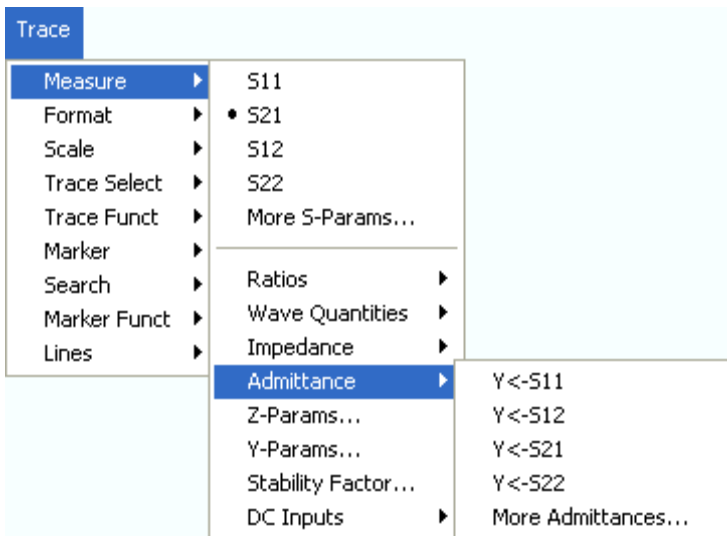 Trace
Measure
Format
Scale
Trace Select
Trace Funct
Marker
Search
Marker Funct
Lines
S11
S21
S12
S22
More S-Params...
Ratios
Wave Quantities
Impedance
Admittance
Z-Params...
Y-Params...
Stability Factor...
DC Inputs
Y<-S11
Y<-S12
Y<-S21
Y<-S22
More Admittances...